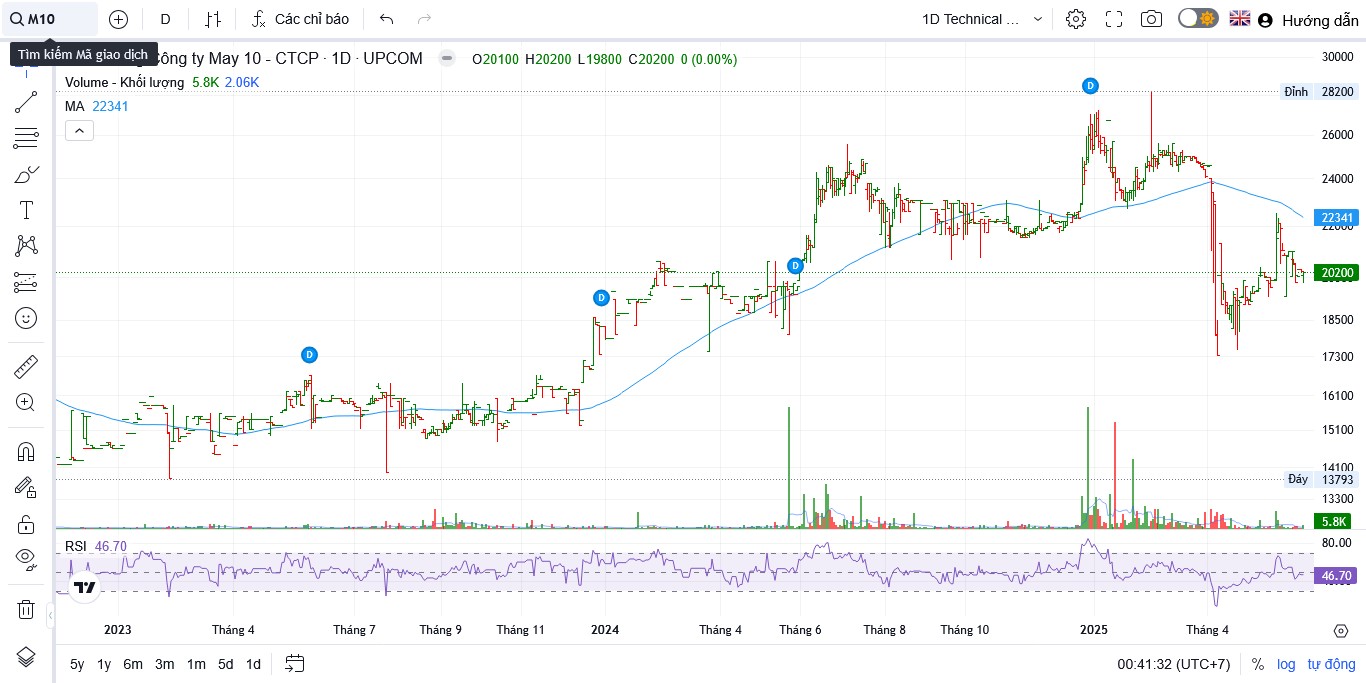 M10
D
Các chỉ báo
1D Technical ...
Hướng dẫn
Tìm kiếm Mã giao dịch
Công ty May 10 - CTCP · 1D · UPCOM
O20100 H20200 L19800 C20200 0 (0.00%)
Volume - Khối lượng 5.8K 2.06K
MA 22341
30000
Đỉnh 28200
26000
24000
22341
22000
20200
18500
17300
16100
15100
14100
Đáy 13793
13300
5.8K
D
D
D
D
RSI 46.70
80.00
46.70
2023
Tháng 4
Tháng 7
Tháng 9
Tháng 11
2024
Tháng 4
Tháng 6
Tháng 8
Tháng 10
2025
Tháng 4
5y 1y 6m 3m 1m 5d 1d
00:41:32 (UTC+7)
% log tự động